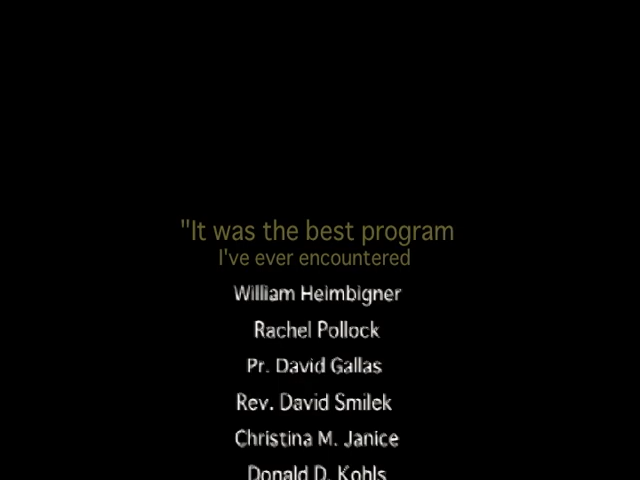 "It was the best program
I've ever encountered
William Heimbigner
Rachel Pollock
Pr. David Gallas
Rev. David Smilek
Christina M. Janice
Donald D. Kohls